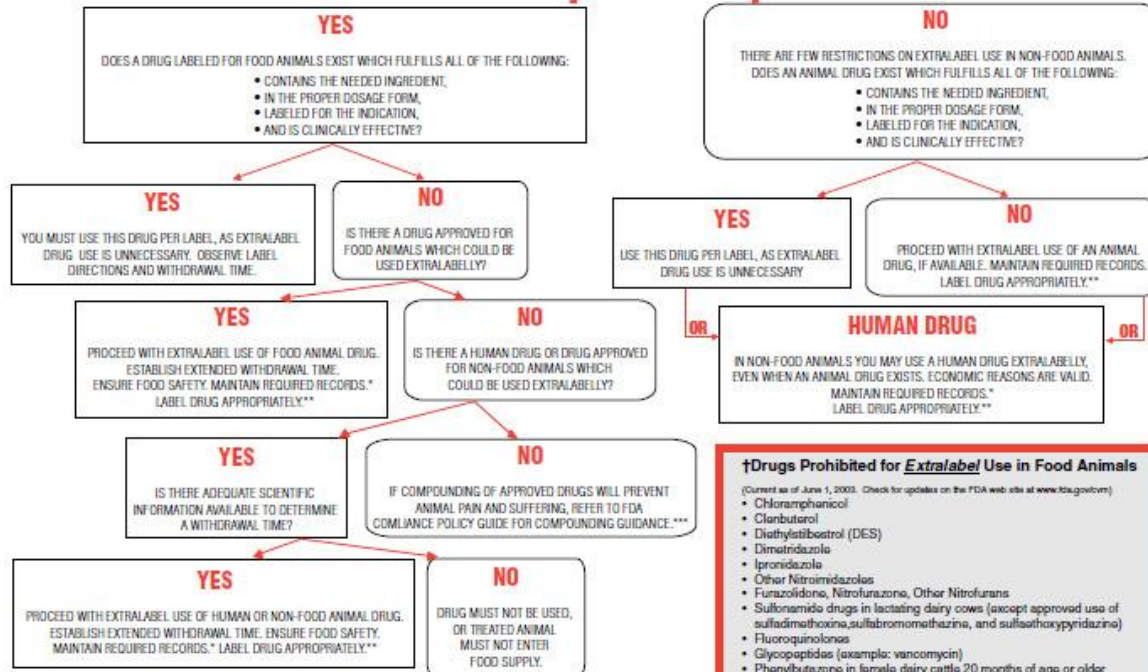 YES
DOES A DRUG LABELED FOR FOOD ANIMALS EXIST WHICH FULFILLS ALL OF THE FOLLOWING:
• CONTAINS THE NEEDED INGREDIENT,
• IN THE PROPER DOSAGE FORM,
• LABELED FOR THE INDICATION,
• AND IS CLINICALLY EFFECTIVE?
NO
THERE ARE FEW RESTRICTIONS ON EXTRALABEL USE IN NON-FOOD ANIMALS.
DOES AN ANIMAL DRUG EXIST WHICH FULFILLS ALL OF THE FOLLOWING:
• CONTAINS THE NEEDED INGREDIENT,
• IN THE PROPER DOSAGE FORM,
• LABELED FOR THE INDICATION,
• AND IS CLINICALLY EFFECTIVE?
YES
YOU MUST USE THIS DRUG PER LABEL, AS EXTRALABEL
DRUG USE IS UNNECESSARY. OBSERVE LABEL
DIRECTIONS AND WITHDRAWAL TIME.
NO
IS THERE A DRUG APPROVED FOR
FOOD ANIMALS WHICH COULD BE
USED EXTRALABELLY?
YES
USE THIS DRUG PER LABEL, AS EXTRALABEL
DRUG USE IS UNNECESSARY
NO
PROCEED WITH EXTRALABEL USE OF AN ANIMAL
DRUG, IF AVAILABLE. MAINTAIN REQUIRED RECORDS.
LABEL DRUG APPROPRIATELY.**
YES
PROCEED WITH EXTRALABEL USE OF FOOD ANIMAL DRUG.
ESTABLISH EXTENDED WITHDRAWAL TIME.
ENSURE FOOD SAFETY. MAINTAIN REQUIRED RECORDS.*
LABEL DRUG APPROPRIATELY.**
NO
IS THERE A HUMAN DRUG OR DRUG APPROVED
FOR NON-FOOD ANIMALS WHICH
COULD BE USED EXTRALABELLY?
OR
HUMAN DRUG
OR
IN NON-FOOD ANIMALS YOU MAY USE A HUMAN DRUG EXTRALABELLY,
EVEN WHEN AN ANIMAL DRUG EXISTS. ECONOMIC REASONS ARE VALID.
MAINTAIN REQUIRED RECORDS.*
LABEL DRUG APPROPRIATELY.**
YES
IS THERE ADEQUATE SCIENTIFIC
INFORMATION AVAILABLE TO DETERMINE
A WITHDRAWAL TIME?
NO
IF COMPOUNDING OF APPROVED DRUGS WILL PREVENT
ANIMAL PAIN AND SUFFERING, REFER TO FDA
COMLIANCE POLICY GUIDE FOR COMPOUNDING GUIDANCE.***
YES
PROCEED WITH EXTRALABEL USE OF HUMAN OR NON-FOOD ANIMAL DRUG.
ESTABLISH EXTENDED WITHDRAWAL TIME. ENSURE FOOD SAFETY.
MAINTAIN REQUIRED RECORDS.* LABEL DRUG APPROPRIATELY.**
NO
DRUG MUST NOT BE USED,
OR TREATED ANIMAL
MUST NOT ENTER
FOOD SUPPLY.
†Drugs Prohibited for Extralabel Use in Food Animals
(Current as of June 1, 2003. Check for updates on the FDA web site at www.fda.gov/cvm)
• Chloramphenicol
• Clenbuterol
• Diethylstilbestrol (DES)
• Dimetridazole
• Ipronidazole
• Other Nitroimidazoles
• Furazolidone, Nitrofurazone, Other Nitrofurans
• Sulfonamide drugs in lactating dairy cows (except approved use of
sulfadimethoxine,sulfabromomethazine, and sulfaethoxypyridazine)
• Fluoroquinolones
• Glycopeptides (example: vancomycin)
• Phenylbutazone in female dairy cattle 20 months of age or older